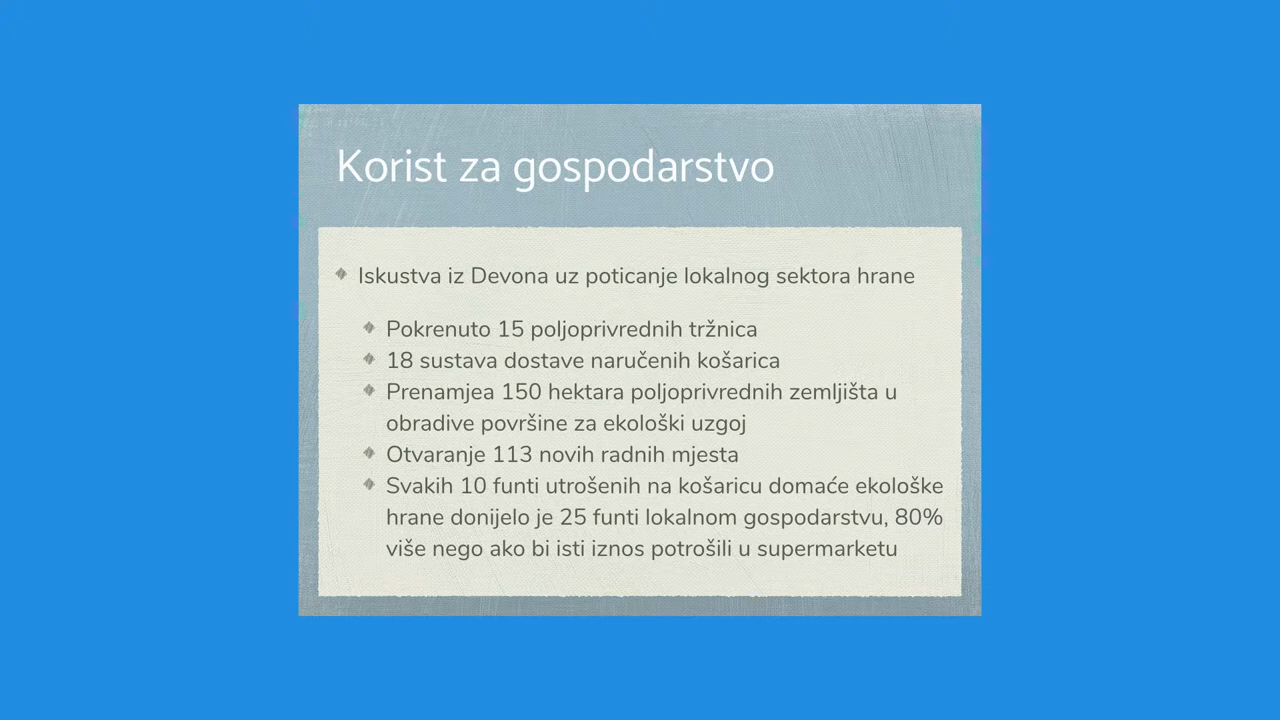 Korist za gospodarstvo
Iskustva iz Devona uz poticanje lokalnog sektora hrane
Pokrenuto 15 poljoprivrednih tržnica
18 sustava dostave naručenih košarica
Prenamjea 150 hektara poljoprivrednih zemljišta u
obradive površine za ekološki uzgoj
Otvaranje 113 novih radnih mjesta
Svakih 10 funti utrošenih na košaricu domaće ekološke
hrane donijelo je 25 funti lokalnom gospodarstvu, 80%
više nego ako bi isti iznos potrošili u supermarketu